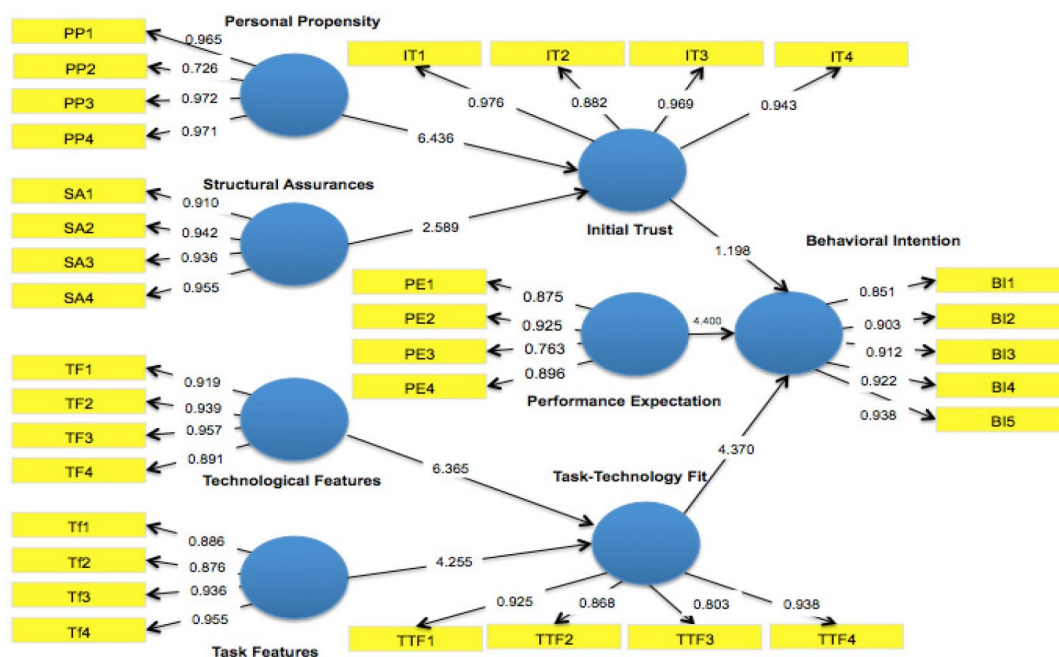 Personal Propensity
PP1
PP2
PP3
PP4
0.965
0.726
0.972
0.971
IT1
IT2
IT3
IT4
0.976
0.882
0.969
0.943
6.436
Structural Assurances
SA1
SA2
SA3
SA4
0.910
0.942
0.936
0.955
2.589
Initial Trust
1.198
Behavioral Intention
PE1
PE2
PE3
PE4
0.875
0.925
0.763
0.896
4.400
Performance Expectation
BI1
BI2
BI3
BI4
BI5
0.851
0.903
0.912
0.922
0.938
TF1
TF2
TF3
TF4
0.919
0.939
0.957
0.891
Technological Features
6.365
Task-Technology Fit
4.370
Tf1
Tf2
Tf3
Tf4
0.886
0.876
0.936
0.955
4.255
Task Features
0.925
0.868
0.803
0.938
TTF1
TTF2
TTF3
TTF4